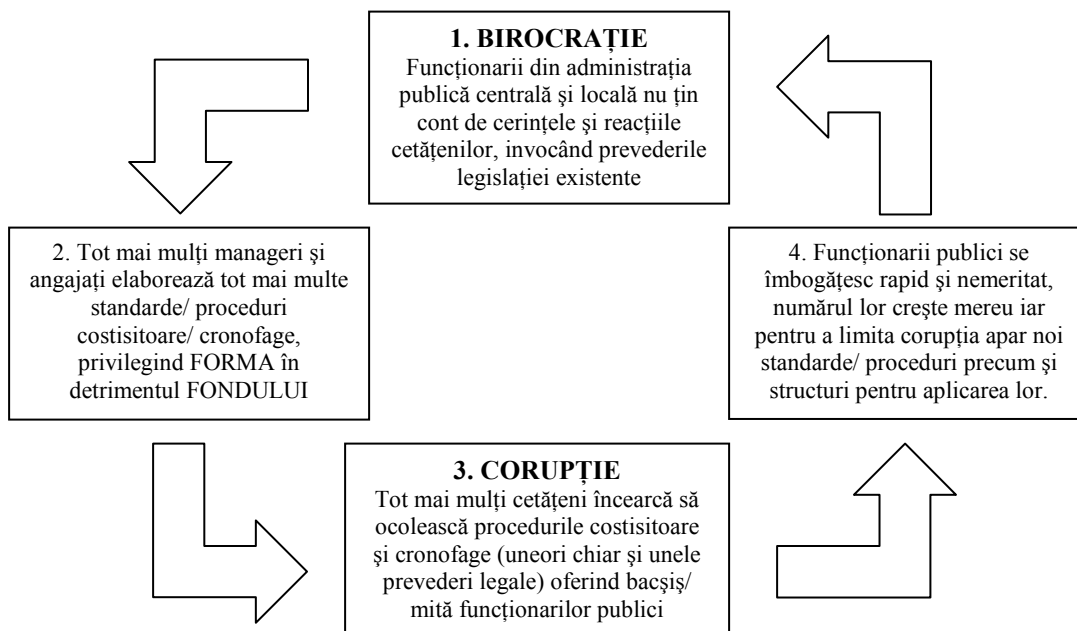 1. BIROCRAȚIE
Funcționarii din administrația
publică centrală şi locală nu țin
cont de cerințele şi reacțiile
cetățenilor, invocând prevederile
legislației existente
2. Tot mai mulți manageri şi
angajați elaborează tot mai multe
standarde/ proceduri
costisitoare/ cronofage,
privilegind FORMA în
detrimentul FONDULUI
3. CORUPȚIE
Tot mai mulți cetățeni încearcă să
ocolească procedurile costisitoare
şi cronofage (uneori chiar şi unele
prevederi legale) oferind bacşiş/
mită funcționarilor publici
4. Funcționarii publici se
îmbogățesc rapid şi nemeritat,
numărul lor creşte mereu iar
pentru a limita corupția apar noi
standarde/ proceduri precum şi
structuri pentru aplicarea lor.